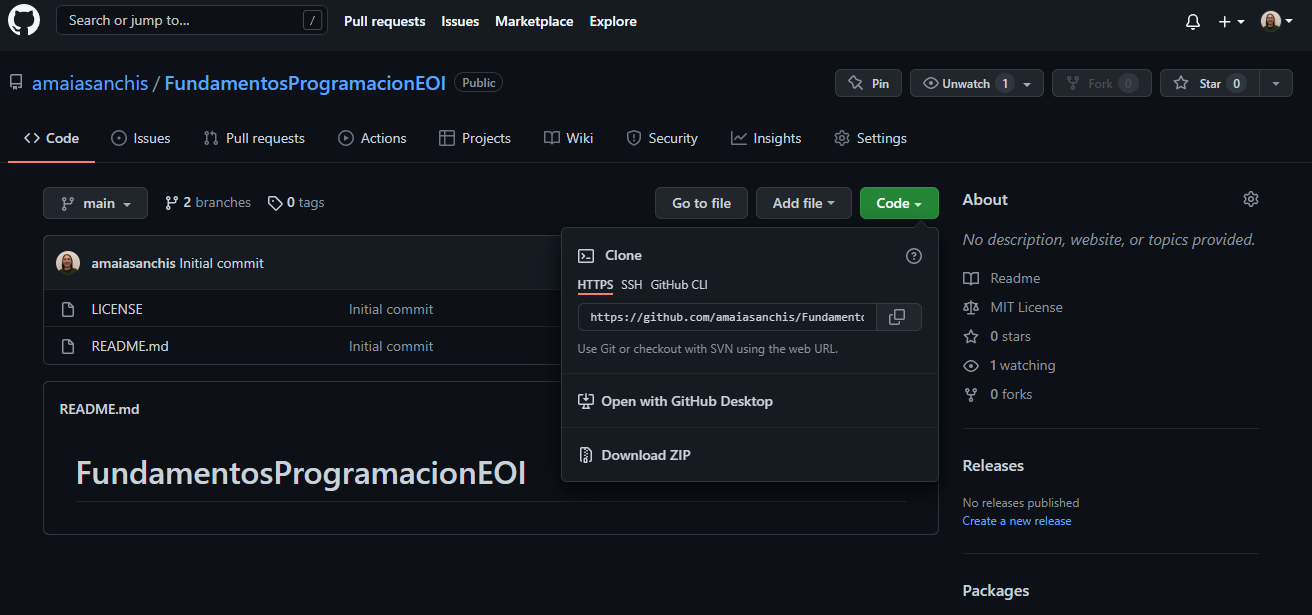 Search or jump to... /
Pull requests Issues Marketplace Explore
amaiasanchis / FundamentosProgramacionEOI Public
Pin Unwatch 1 Fork 0 Star 0
Code Issues Pull requests Actions Projects Wiki Security Insights Settings
main 2 branches 0 tags
Go to file Add file Code
amaiasanchis Initial commit
LICENSE Initial commit
README.md Initial commit
README.md
FundamentosProgramacionEOI
Clone
HTTPS SSH GitHub CLI
https://github.com/amaiasanchis/Fundamento
Use Git or checkout with SVN using the web URL.
Open with GitHub Desktop
Download ZIP
About
No description, website, or topics provided.
Readme
MIT License
0 stars
1 watching
0 forks
Releases
No releases published
Create a new release
Packages